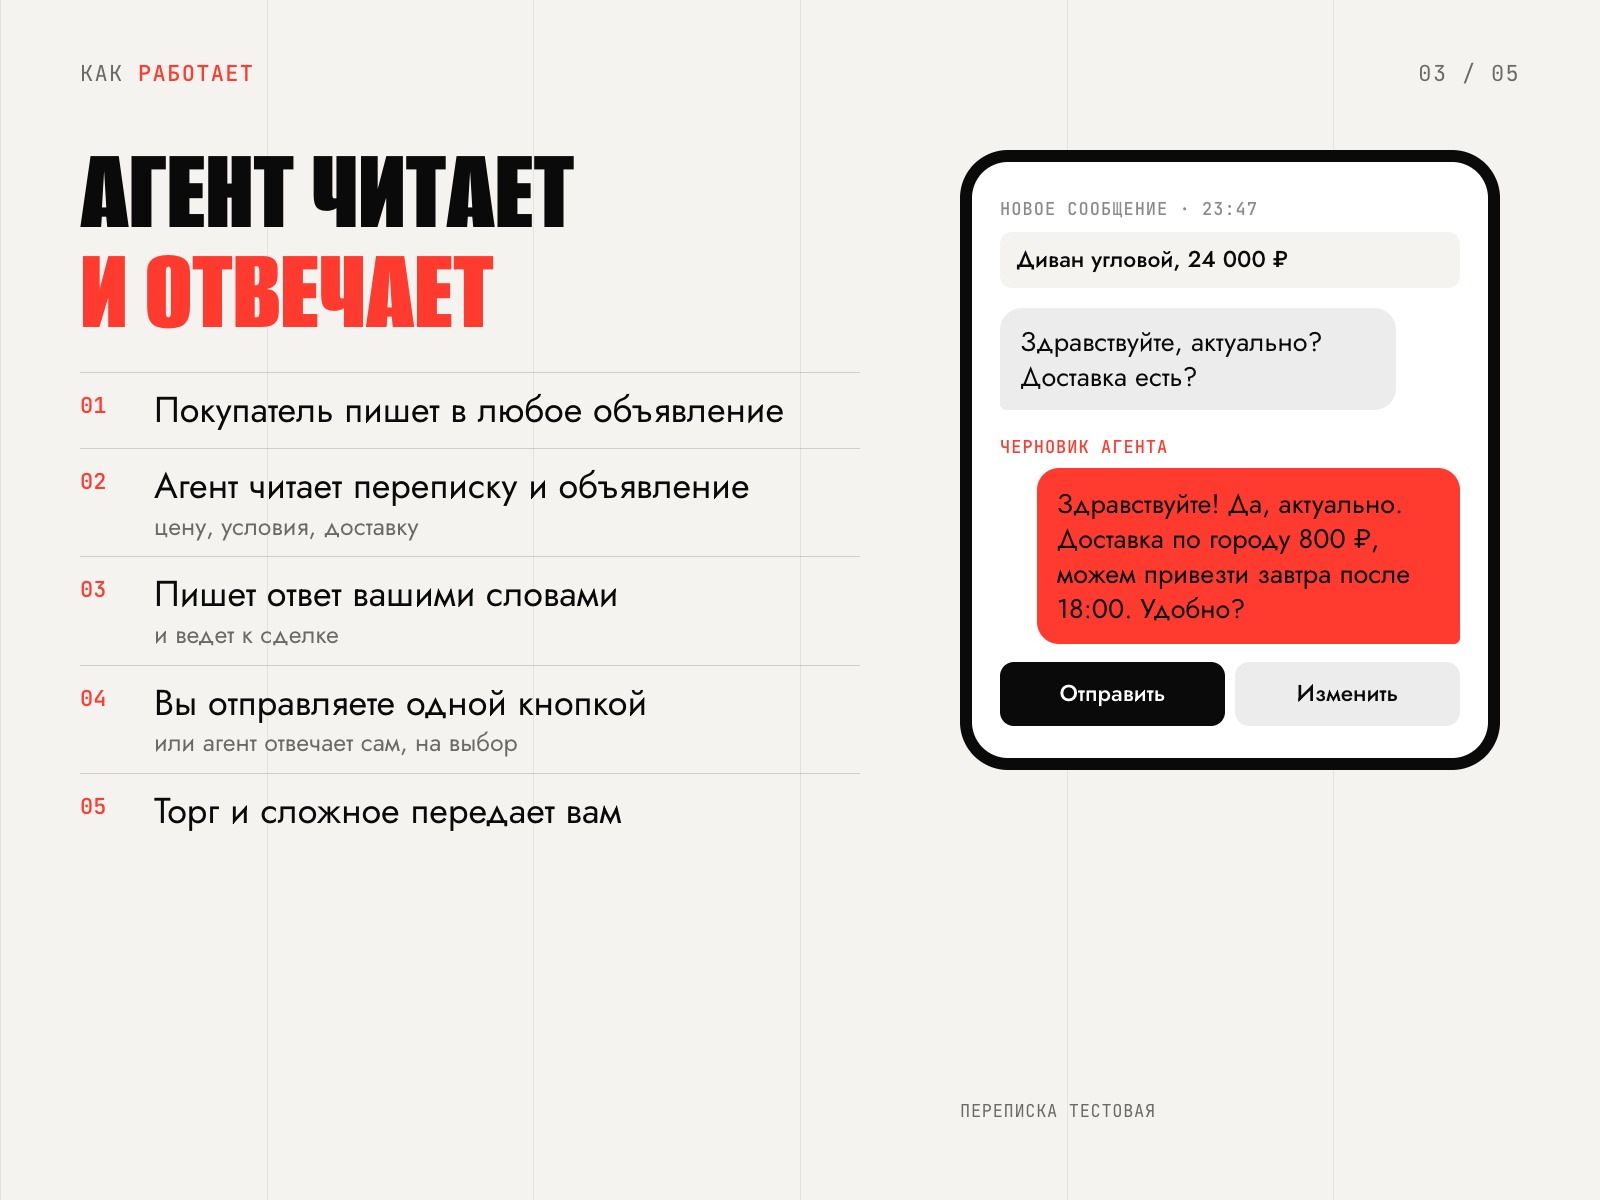 КАК РАБОТАЕТ
03 / 05
АГЕНТ ЧИТАЕТ
И ОТВЕЧАЕТ
01 Покупатель пишет в любое объявление
02 Агент читает переписку и объявление
цену, условия, доставку
03 Пишет ответ вашими словами
и ведет к сделке
04 Вы отправляете одной кнопкой
или агент отвечает сам, на выбор
05 Торг и сложное передает вам
НОВОЕ СООБЩЕНИЕ · 23:47
Диван угловой, 24 000 ₽
Здравствуйте, актуально?
Доставка есть?
ЧЕРНОВИК АГЕНТА
Здравствуйте! Да, актуально.
Доставка по городу 800 ₽,
можем привезти завтра после
18:00. Удобно?
Отправить
Изменить
ПЕРЕПИСКА ТЕСТОВАЯ